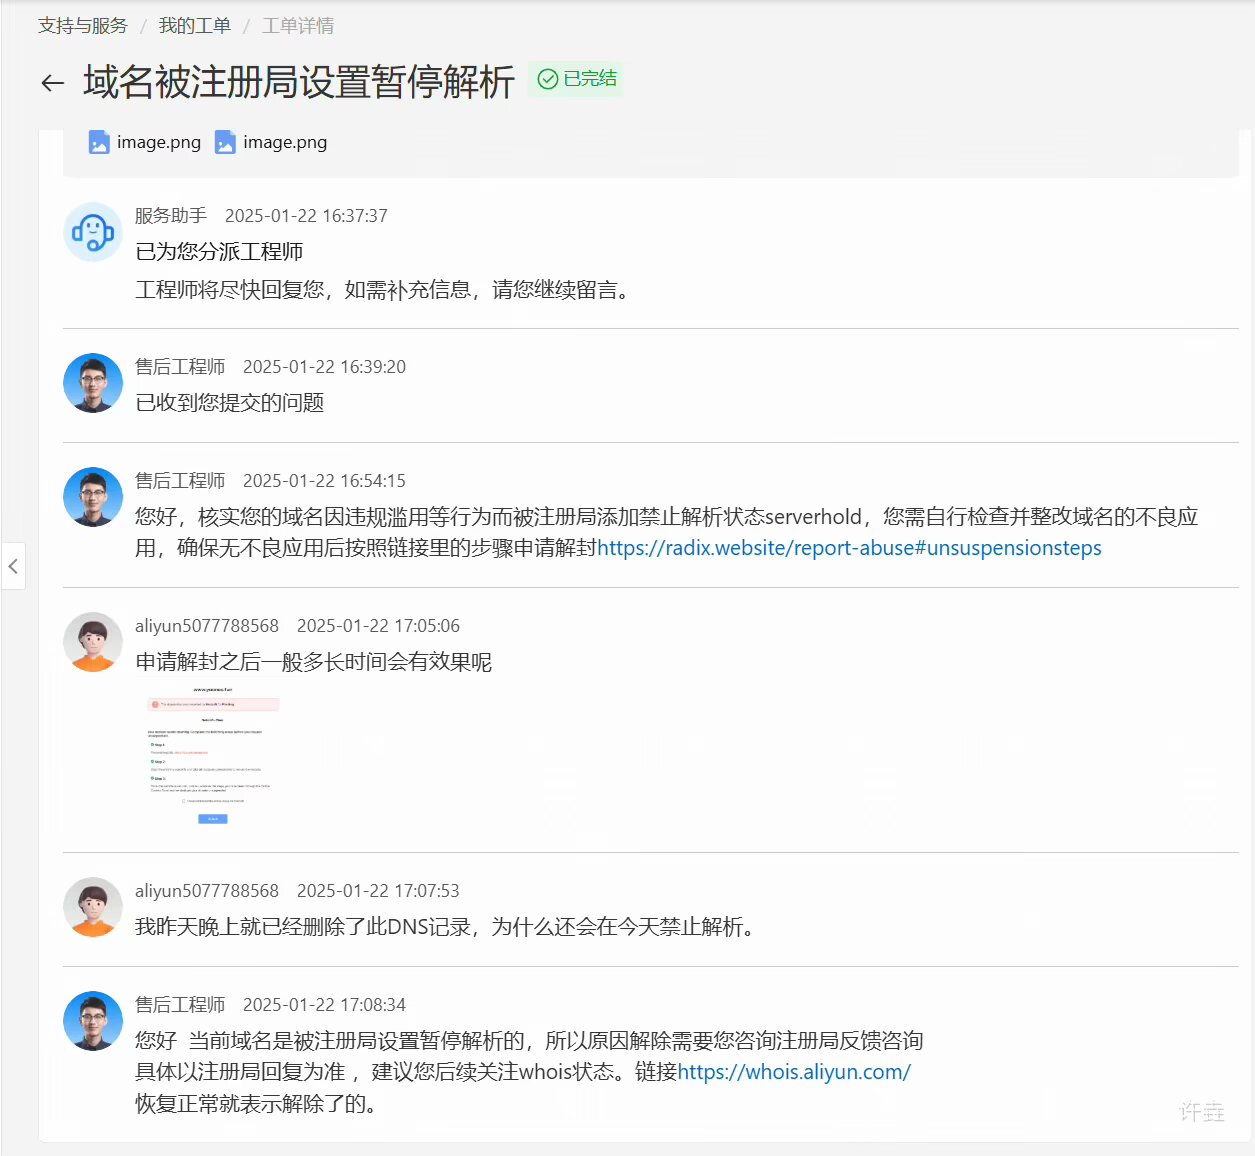 支持与服务 / 我的工单 / 工单详情
← 域名被注册局设置暂停解析 已完结
image.png image.png
服务助手 2025-01-22 16:37:37
已为您分派工程师
工程师将尽快回复您，如需补充信息，请您继续留言。
售后工程师 2025-01-22 16:39:20
已收到您提交的问题
售后工程师 2025-01-22 16:54:15
您好，核实您的域名因违规滥用等行为而被注册局添加禁止解析状态serverhold，您需自行检查并整改域名的不良应
用，确保无不良应用后按照链接里的步骤申请解封https://radix.website/report-abuse#unsuspensionsteps
aliyun5077788568 2025-01-22 17:05:06
申请解封之后一般多长时间会有效果呢
Step 1
Step 2
Step 3
aliyun5077788568 2025-01-22 17:07:53
我昨天晚上就已经删除了此DNS记录，为什么还会在今天禁止解析。
售后工程师 2025-01-22 17:08:34
您好 当前域名是被注册局设置暂停解析的，所以原因解除需要您咨询注册局反馈咨询
具体以注册局回复为准 ，建议您后续关注whois状态。链接https://whois.aliyun.com/
恢复正常就表示解除了的。
许壵